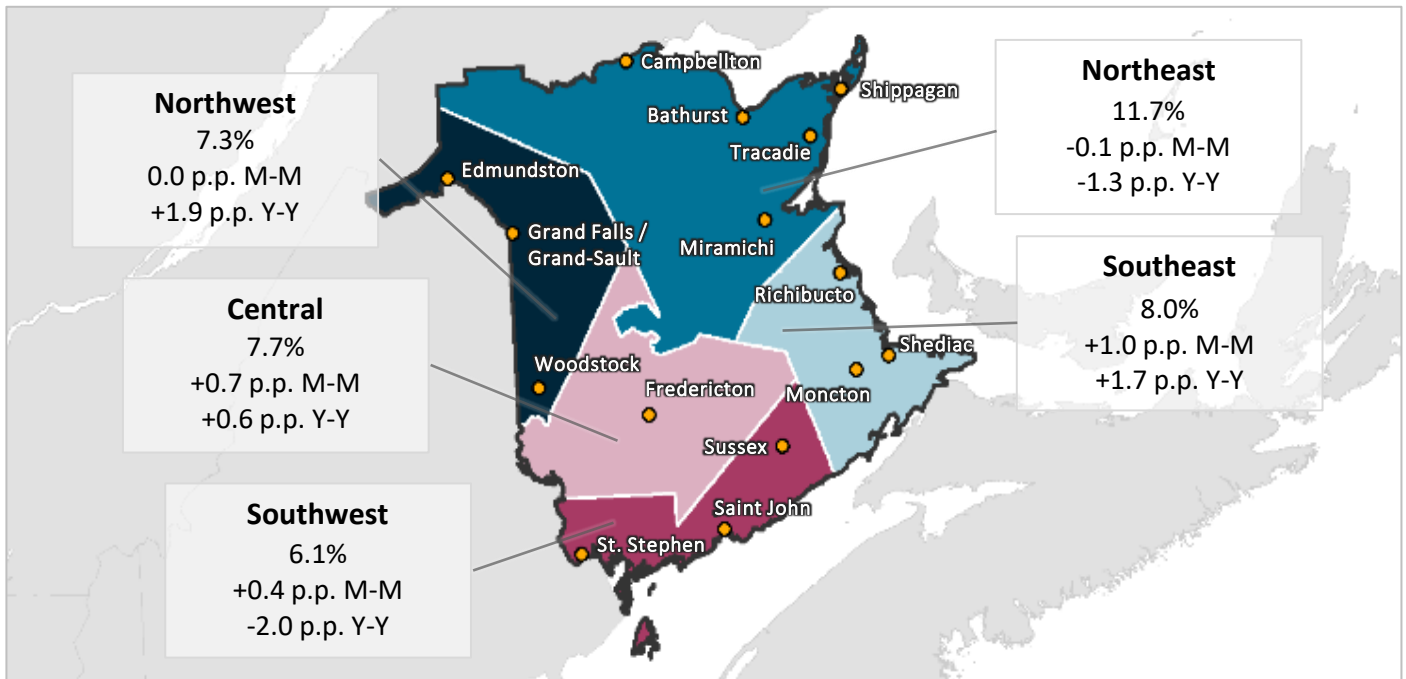 Northwest
7.3%
0.0 p.p. M-M
+1.9 p.p. Y-Y
Central
7.7%
+0.7 p.p. M-M
+0.6 p.p. Y-Y
Southwest
6.1%
+0.4 p.p. M-M
-2.0 p.p. Y-Y
Northeast
11.7%
-0.1 p.p. M-M
-1.3 p.p. Y-Y
Southeast
8.0%
+1.0 p.p. M-M
+1.7 p.p. Y-Y
Campbellton
Shippagan
Bathurst
Tracadie
Edmundston
Grand Falls /
Grand-Sault
Miramichi
Richibucto
Shediac
Woodstock
Fredericton
Moncton
Sussex
Saint John
St. Stephen